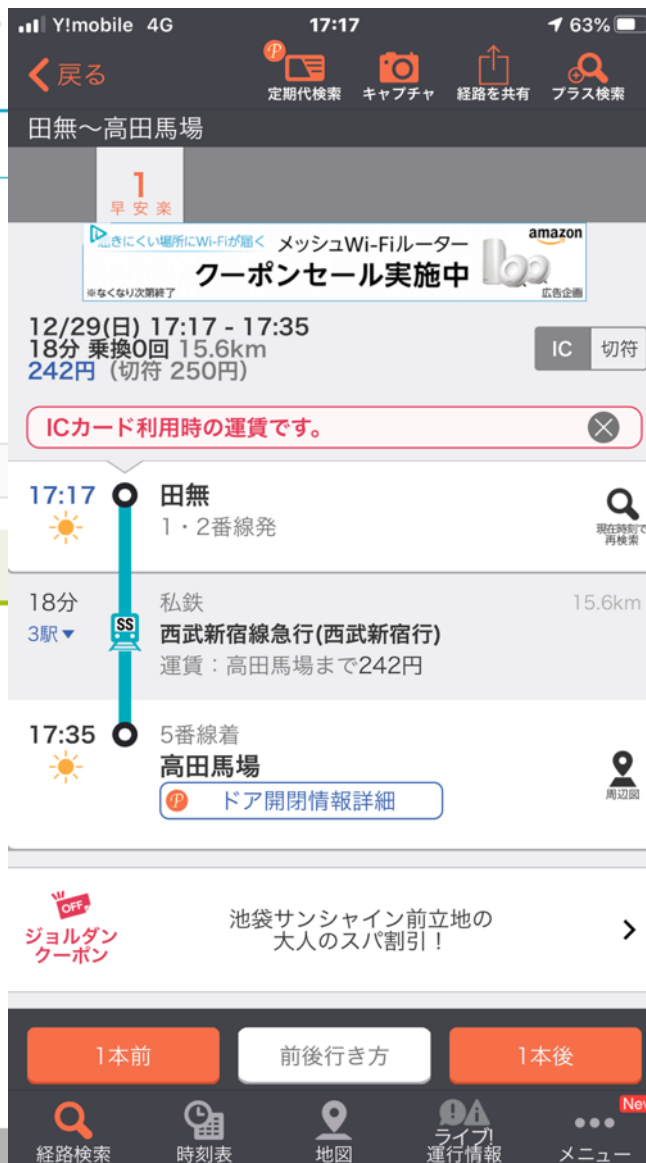 Y!mobile 4G 17:17 63%
戻る
定期代検索 キャプチャ 経路を共有 プラス検索
田無〜高田馬場
1
早 安 楽
届きにくい場所にWi-Fiが届く メッシュWi-Fiルーター amazon
クーポンセール実施中
※なくなり次第終了 広告企画
12/29(日) 17:17 - 17:35
18分 乗換0回 15.6km
242円 (切符 250円)
IC 切符
ICカード利用時の運賃です。
17:17 田無
1・2番線発
現在時刻で
再検索
18分 私鉄 15.6km
3駅▼ SS 西武新宿線急行(西武新宿行)
運賃：高田馬場まで242円
17:35 5番線着
高田馬場
周辺図
P ドア開閉情報詳細
OFF
ジョルダン
クーポン
池袋サンシャイン前立地の
大人のスパ割引！
1本前 前後行き方 1本後
New
経路検索 時刻表 地図 ライブ!
運行情報 メニュー